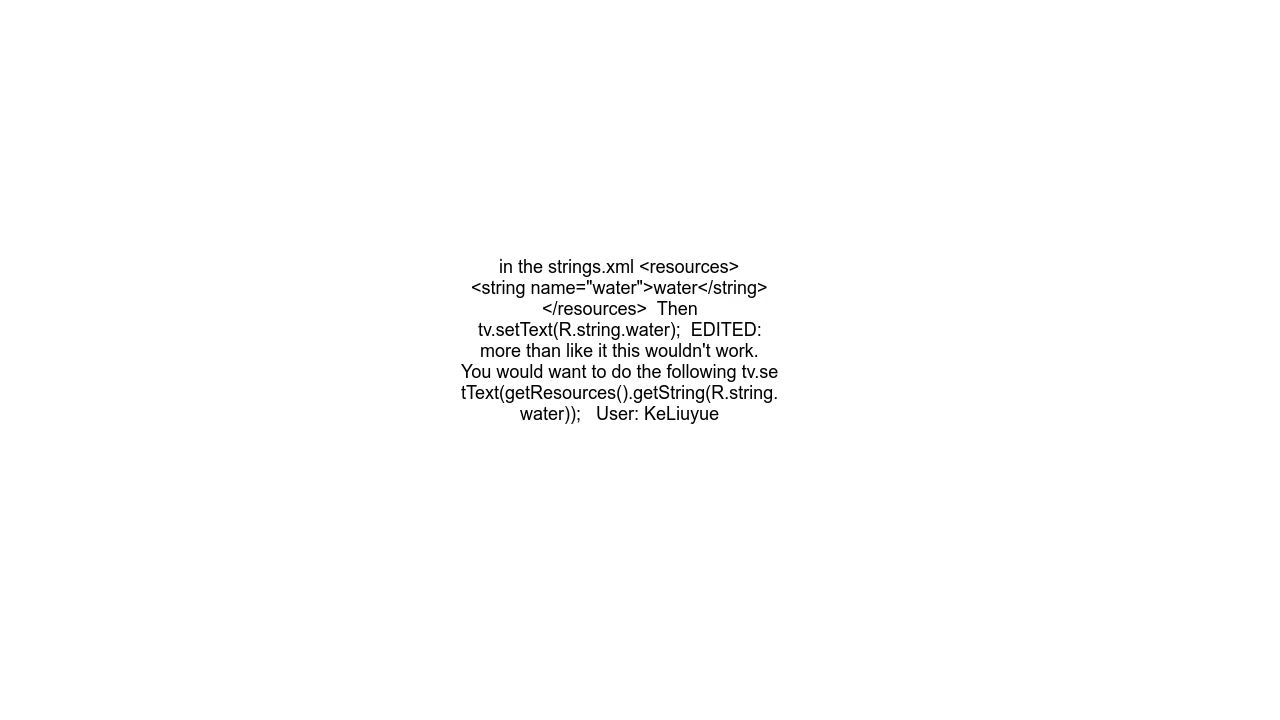 in the strings.xml <resources>
<string name="water">water</string>
</resources>  Then
tv.setText(R.string.water);  EDITED:
more than like it this wouldn't work.
You would want to do the following tv.se
tText(getResources().getString(R.string.
water));   User: KeLiuyue